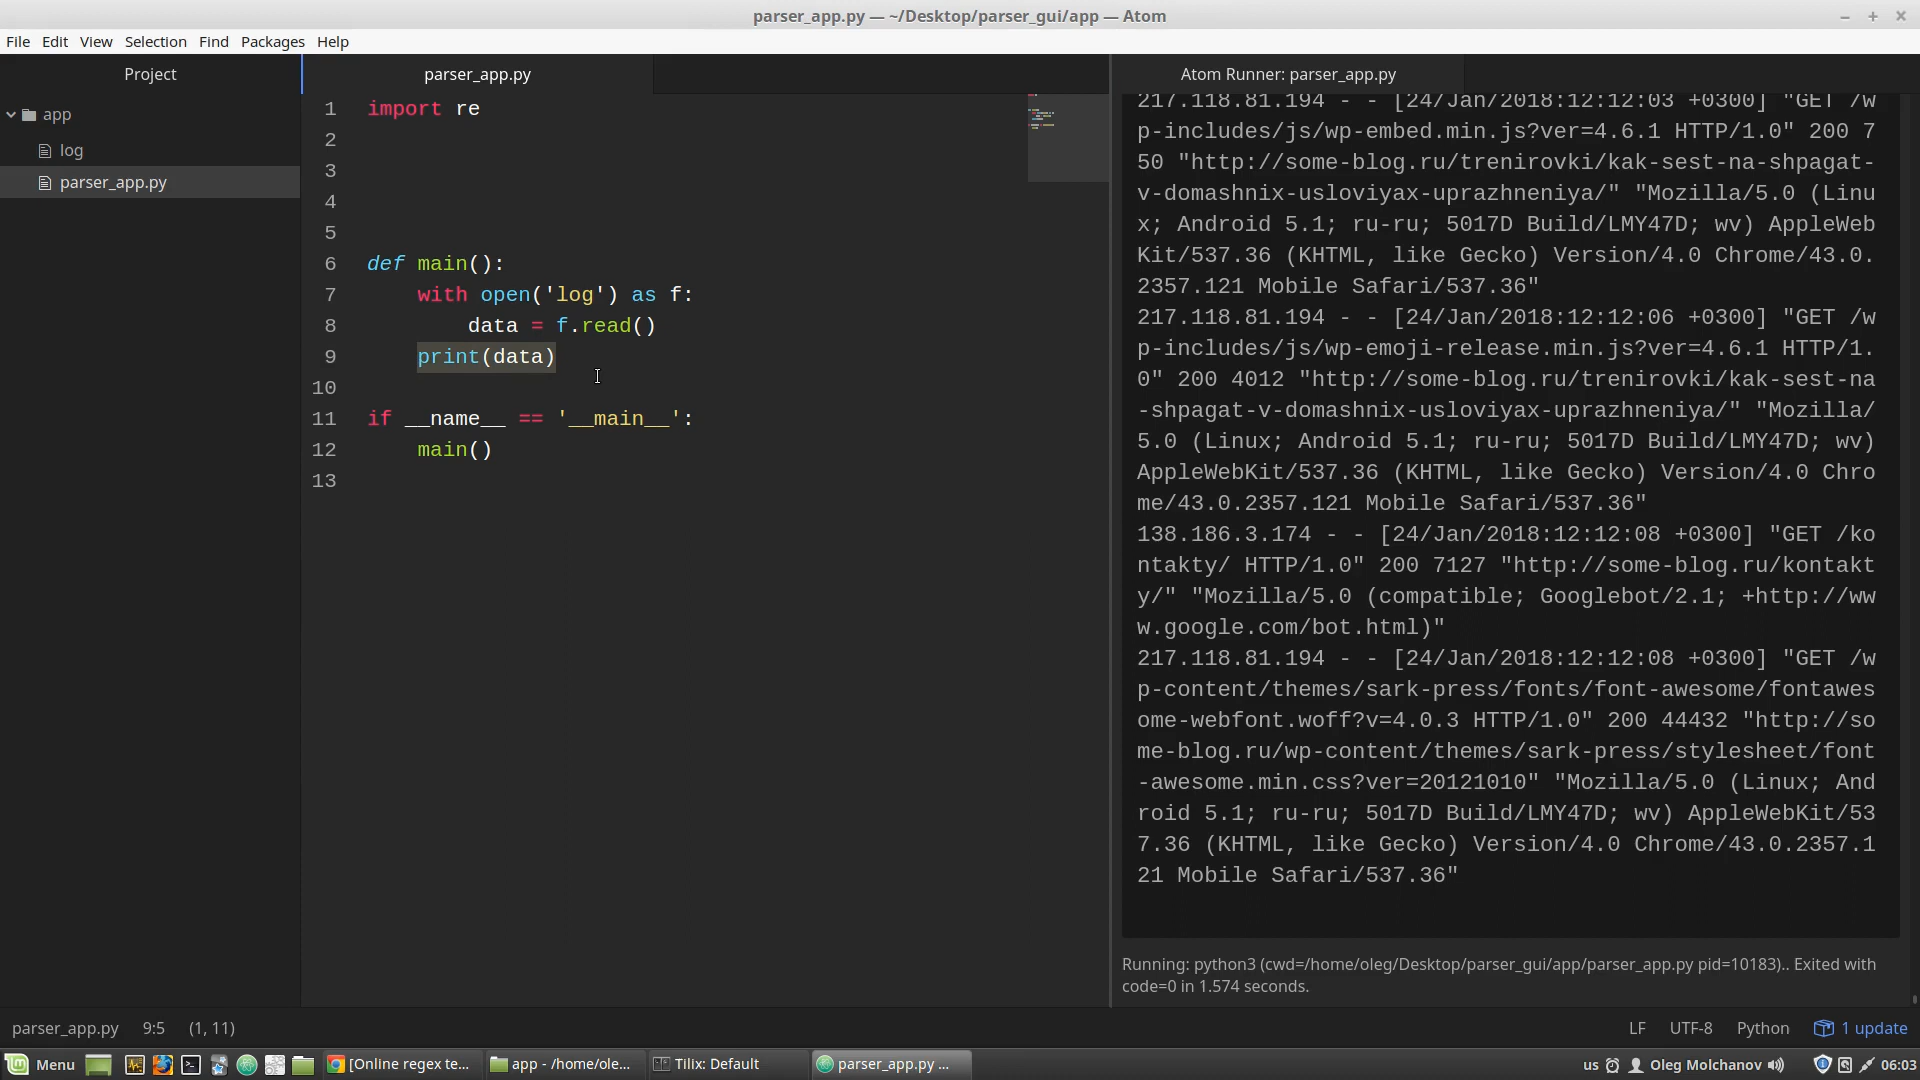 parser_app.py — ~/Desktop/parser_gui/app — Atom
File Edit View Selection Find Packages Help
Project
app
log
parser_app.py
parser_app.py
1 import re
2
3
4
5
6 def main():
7 with open('log') as f:
8 data = f.read()
9 print(data)
10
11 if __name__ == '__main__':
12 main()
13
Atom Runner: parser_app.py
217.118.81.194 - - [24/Jan/2018:12:12:03 +0300] "GET /w
p-includes/js/wp-embed.min.js?ver=4.6.1 HTTP/1.0" 200 7
50 "http://some-blog.ru/trenirovki/kak-sest-na-shpagat-
v-domashnix-usloviyax-uprazhneniya/" "Mozilla/5.0 (Linu
x; Android 5.1; ru-ru; 5017D Build/LMY47D; wv) AppleWeb
Kit/537.36 (KHTML, like Gecko) Version/4.0 Chrome/43.0.
2357.121 Mobile Safari/537.36"
217.118.81.194 - - [24/Jan/2018:12:12:06 +0300] "GET /w
p-includes/js/wp-emoji-release.min.js?ver=4.6.1 HTTP/1.
0" 200 4012 "http://some-blog.ru/trenirovki/kak-sest-na
-shpagat-v-domashnix-usloviyax-uprazhneniya/" "Mozilla/
5.0 (Linux; Android 5.1; ru-ru; 5017D Build/LMY47D; wv)
AppleWebKit/537.36 (KHTML, like Gecko) Version/4.0 Chro
me/43.0.2357.121 Mobile Safari/537.36"
138.186.3.174 - - [24/Jan/2018:12:12:08 +0300] "GET /ko
ntakty/ HTTP/1.0" 200 7127 "http://some-blog.ru/kontakt
y/" "Mozilla/5.0 (compatible; Googlebot/2.1; +http://ww
w.google.com/bot.html)"
217.118.81.194 - - [24/Jan/2018:12:12:08 +0300] "GET /w
p-content/themes/sark-press/fonts/font-awesome/fontawes
ome-webfont.woff?v=4.0.3 HTTP/1.0" 200 44432 "http://so
me-blog.ru/wp-content/themes/sark-press/stylesheet/font
-awesome.min.css?ver=20121010" "Mozilla/5.0 (Linux; And
roid 5.1; ru-ru; 5017D Build/LMY47D; wv) AppleWebKit/53
7.36 (KHTML, like Gecko) Version/4.0 Chrome/43.0.2357.1
21 Mobile Safari/537.36"
Running: python3 (cwd=/home/oleg/Desktop/parser_gui/app/parser_app.py pid=10183).. Exited with
code=0 in 1.574 seconds.
parser_app.py 9:5 (1, 11) LF UTF-8 Python 1 update
Menu [Online regex te... app - /home/ole... Tilix: Default parser_app.py ... us Oleg Molchanov 06:03